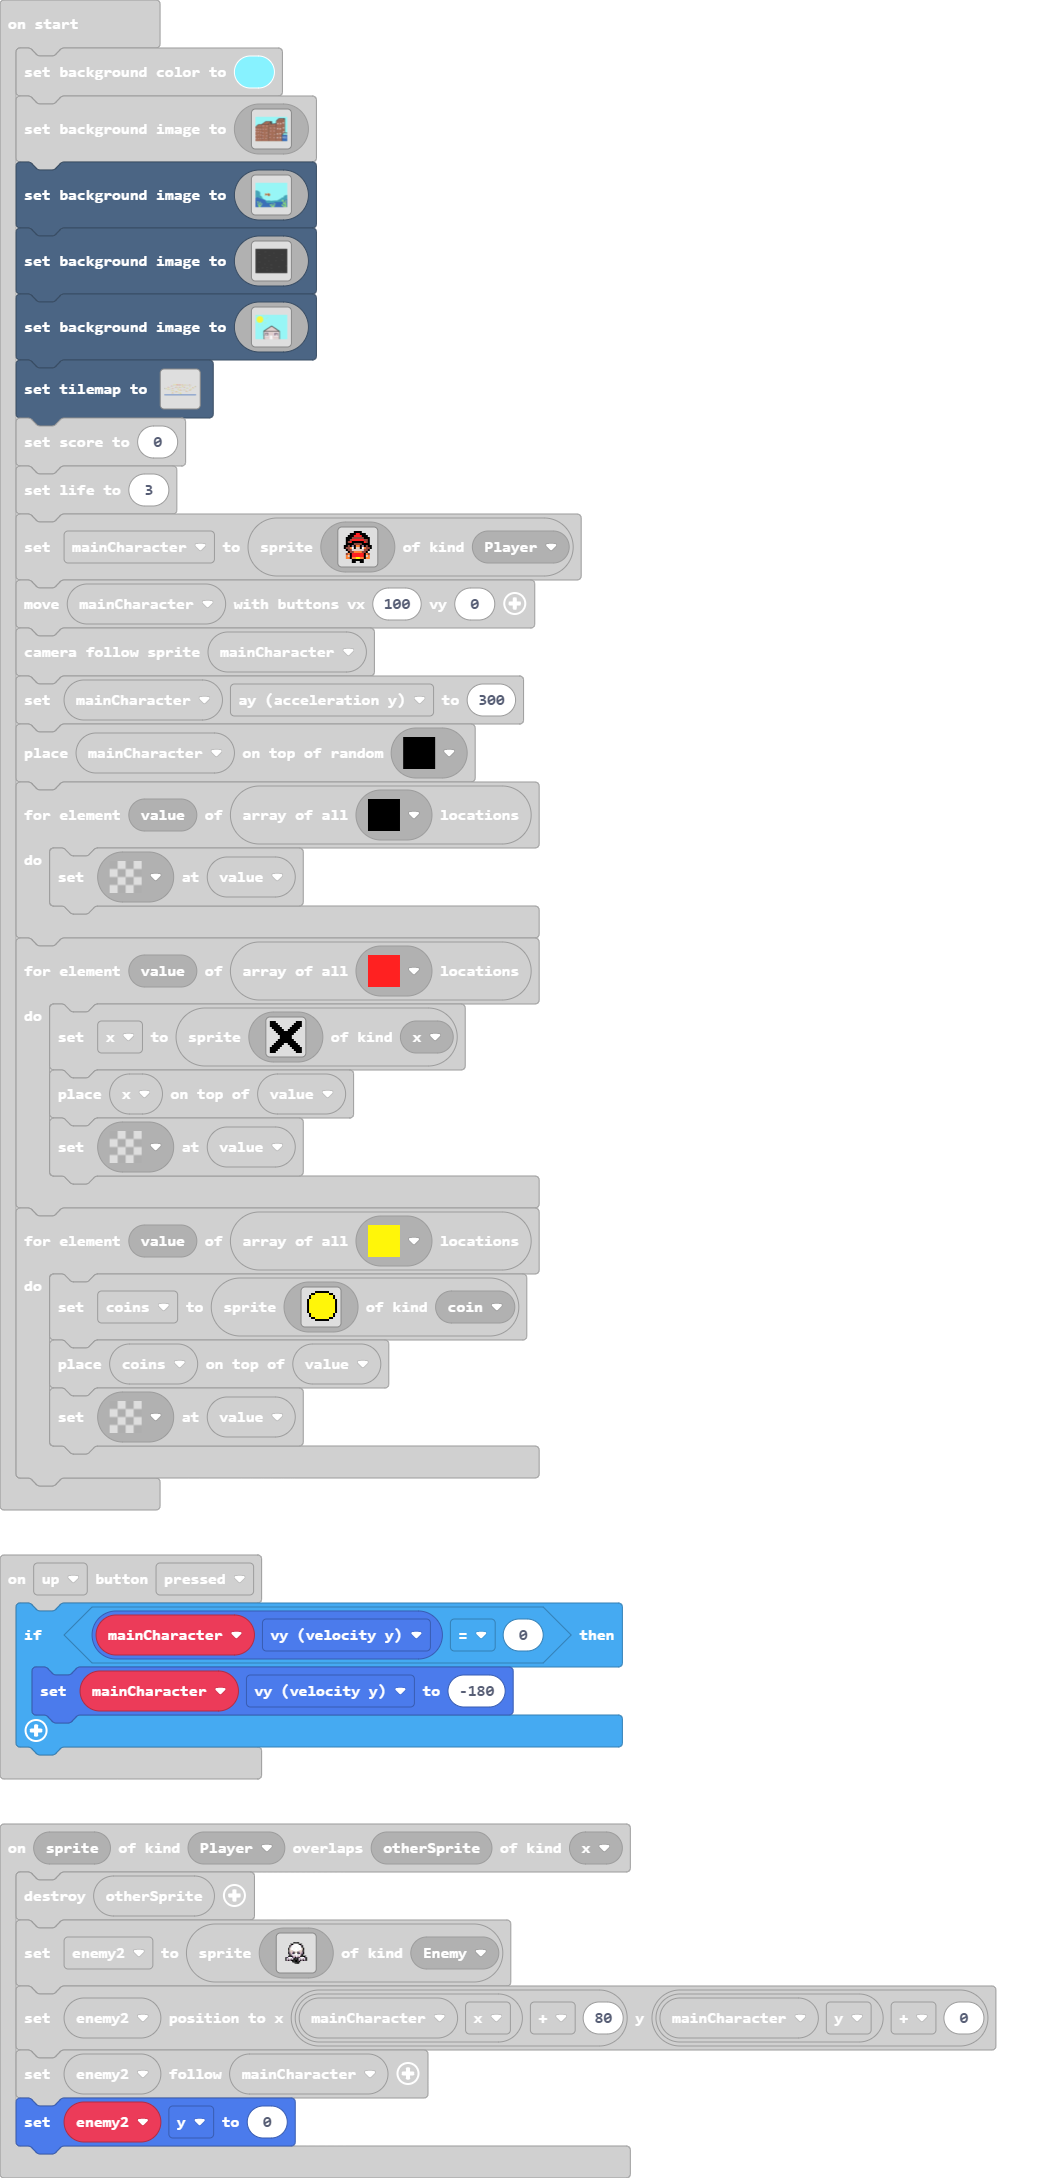 on start
set background color to
set background image to
set background image to
set background image to
set background image to
set tilemap to
set score to 0
set life to 3
set mainCharacter to sprite of kind Player
move mainCharacter with buttons vx 100 vy 0
camera follow sprite mainCharacter
set mainCharacter ay (acceleration y) to 300
place mainCharacter on top of random
for element value of array of all locations
do
set at value
for element value of array of all locations
do
set x to sprite of kind x
place x on top of value
set at value
for element value of array of all locations
do
set coins to sprite of kind coin
place coins on top of value
set at value
on up button pressed
if mainCharacter vy (velocity y) = 0 then
set mainCharacter vy (velocity y) to -180
on sprite of kind Player overlaps otherSprite of kind x
destroy otherSprite
set enemy2 to sprite of kind Enemy
set enemy2 position to x mainCharacter x + 80 y mainCharacter y + 0
set enemy2 follow mainCharacter
set enemy2 y to 0